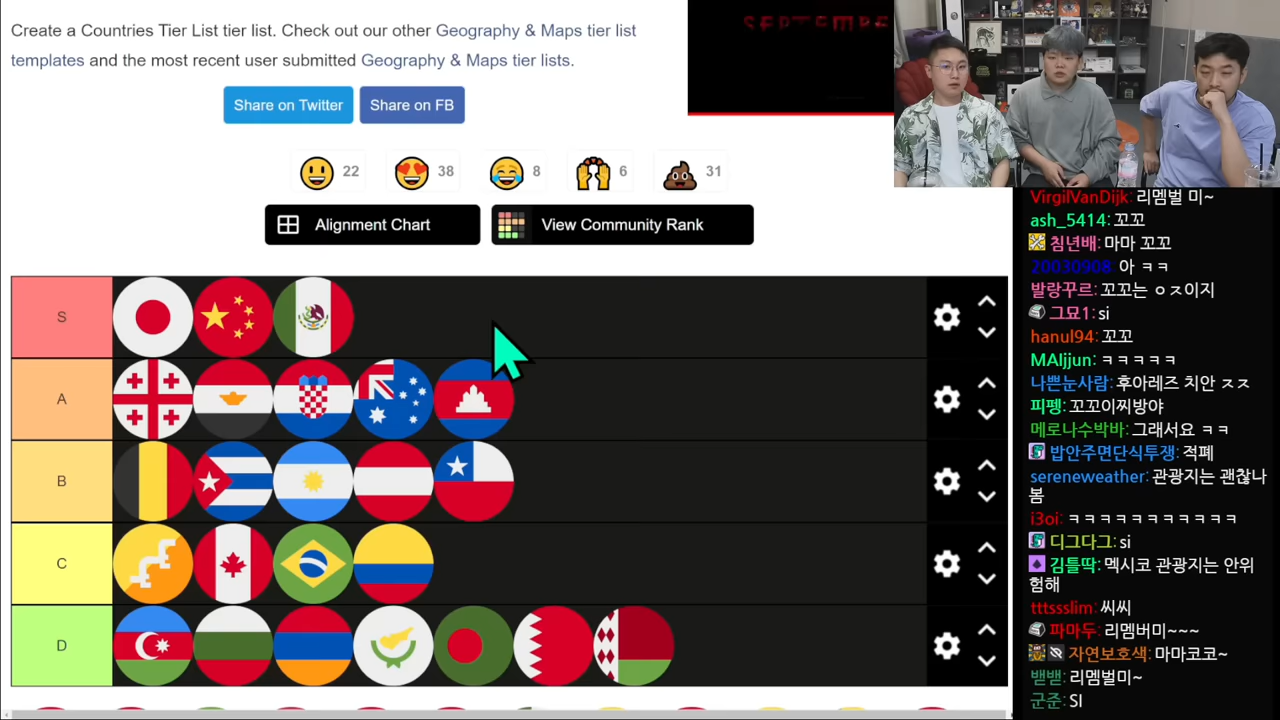 Create a Countries Tier List tier list. Check out our other Geography & Maps tier list
templates and the most recent user submitted Geography & Maps tier lists.
Share on Twitter
Share on FB
22
38
8
6
31
Alignment Chart
View Community Rank
S
A
B
C
D
VirgilVanDijk: 리멤벌 미~
ash_5414: 꼬꼬
침년배: 마마 꼬꼬
20030908: 아 ㅋㅋ
발랑꾸르: 꼬꼬는 ㅇㅈ이지
그묘1: si
hanul94: 꼬꼬
MAIjjun: ㅋㅋㅋㅋㅋ
나쁜눈사람: 후아레즈 치안 ㅈㅈ
피펭: 꼬꼬이찌방야
메로나수박바: 그래서요 ㅋㅋ
밥안주면단식투쟁: 적폐
sereneweather: 관광지는 괜찮나
봄
i3oi: ㅋㅋㅋㅋㅋㅋㅋㅋㅋㅋㅋ
디그다그: si
김틀딱: 멕시코 관광지는 안위
험해
tttssslim: 씨씨
파마두: 리멤버미~~~
자연보호색: 마마코코~
뱉뱉: 리멤벌미~
군준: SI